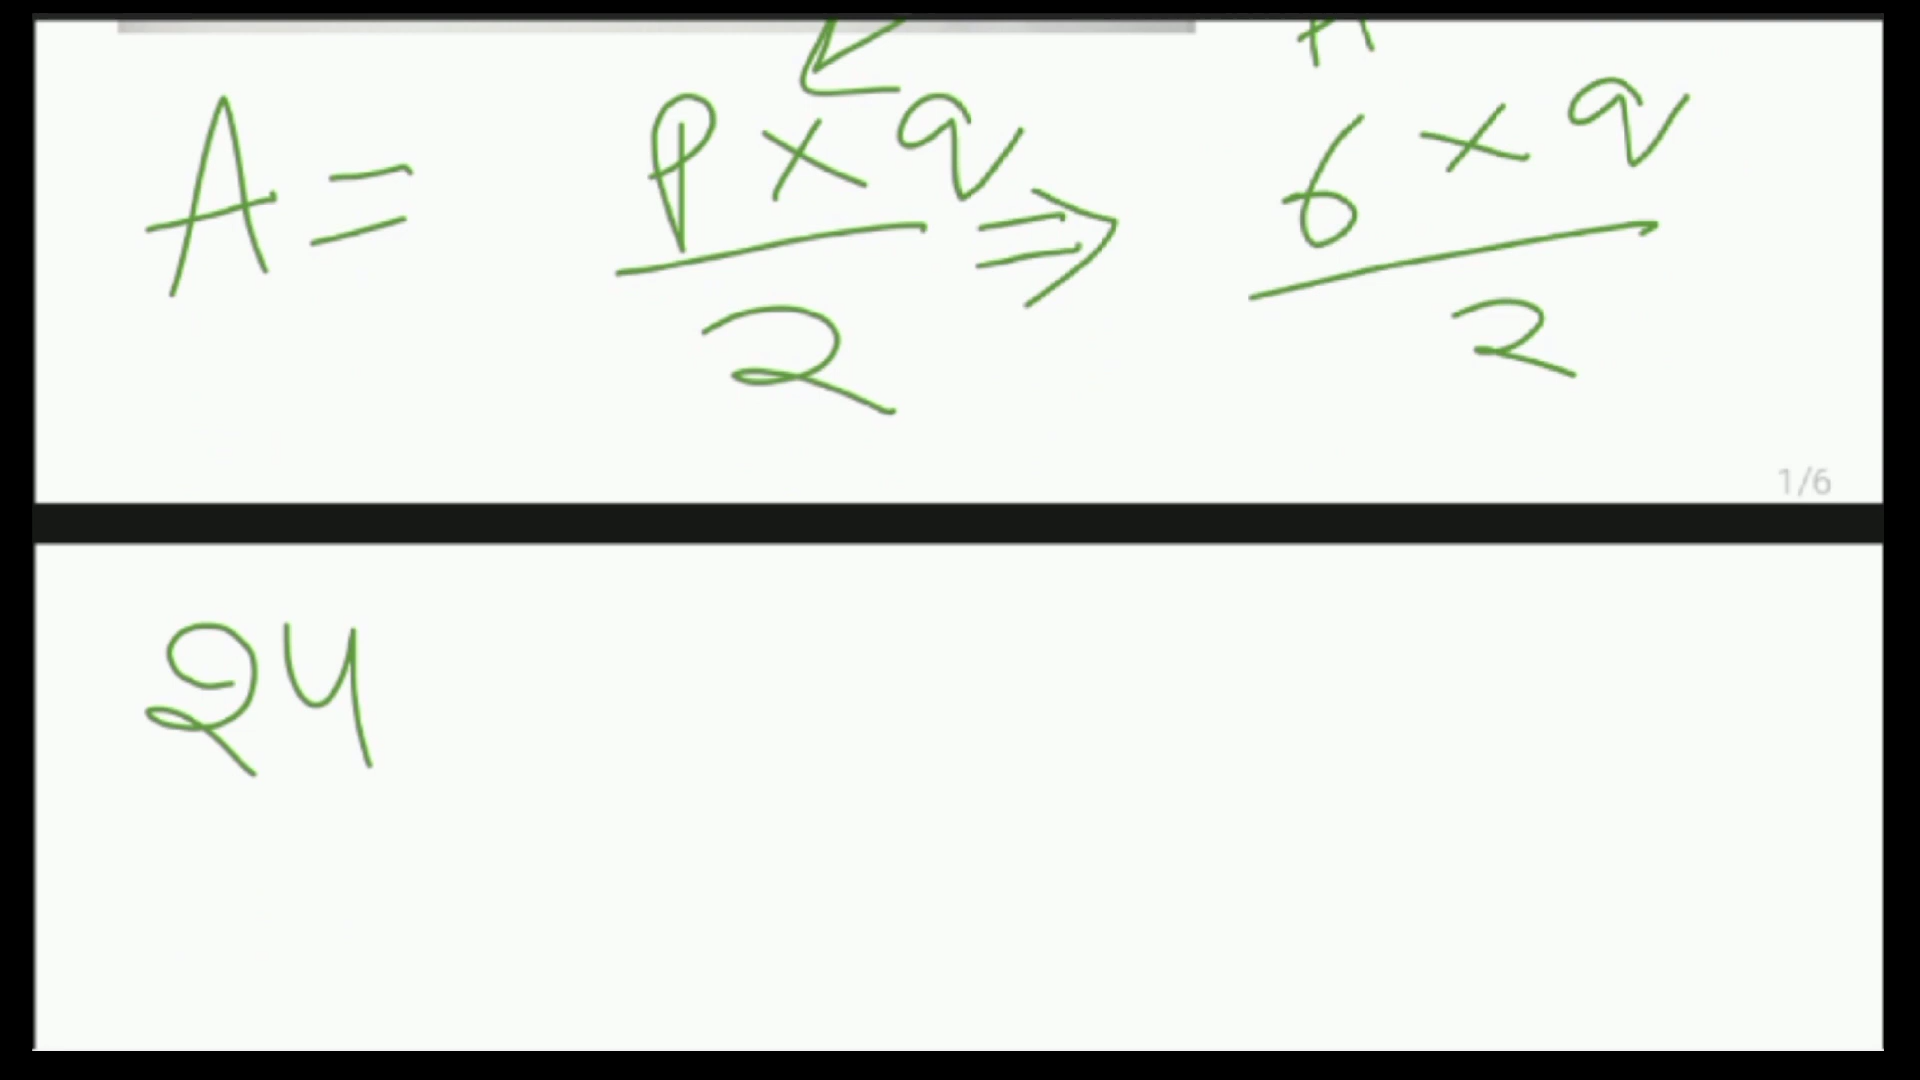 A = p × q / 2 ⇒ 6 × q / 2
1/6
24